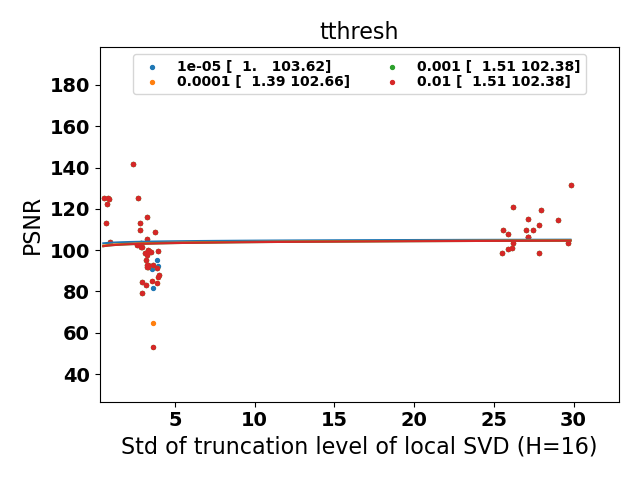 tthresh
1e-05 [  1.   103.62]
0.0001 [  1.39 102.66]
0.001 [  1.51 102.38]
0.01 [  1.51 102.38]
180
160
140
120
100
80
60
40
PSNR
5 10 15 20 25 30
Std of truncation level of local SVD (H=16)